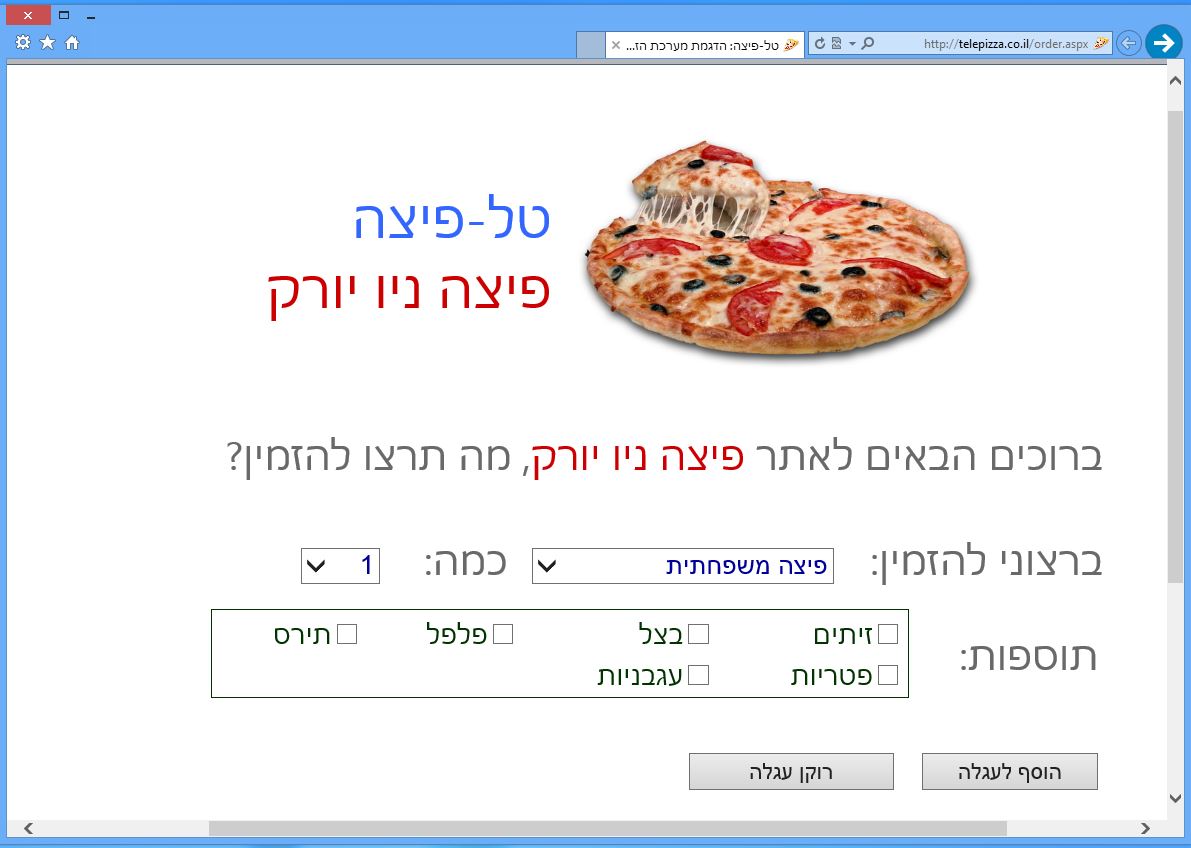 טל-פיצה: הדגמת מערכת הז...
http://telepizza.co.il/order.aspx
טל-פיצה
פיצה ניו יורק
ברוכים הבאים לאתר פיצה ניו יורק, מה תרצו להזמין?
ברצוני להזמין: פיצה משפחתית כמה: 1
תוספות:
זיתים בצל פלפל תירס
פטריות עגבניות
הוסף לעגלה רוקן עגלה